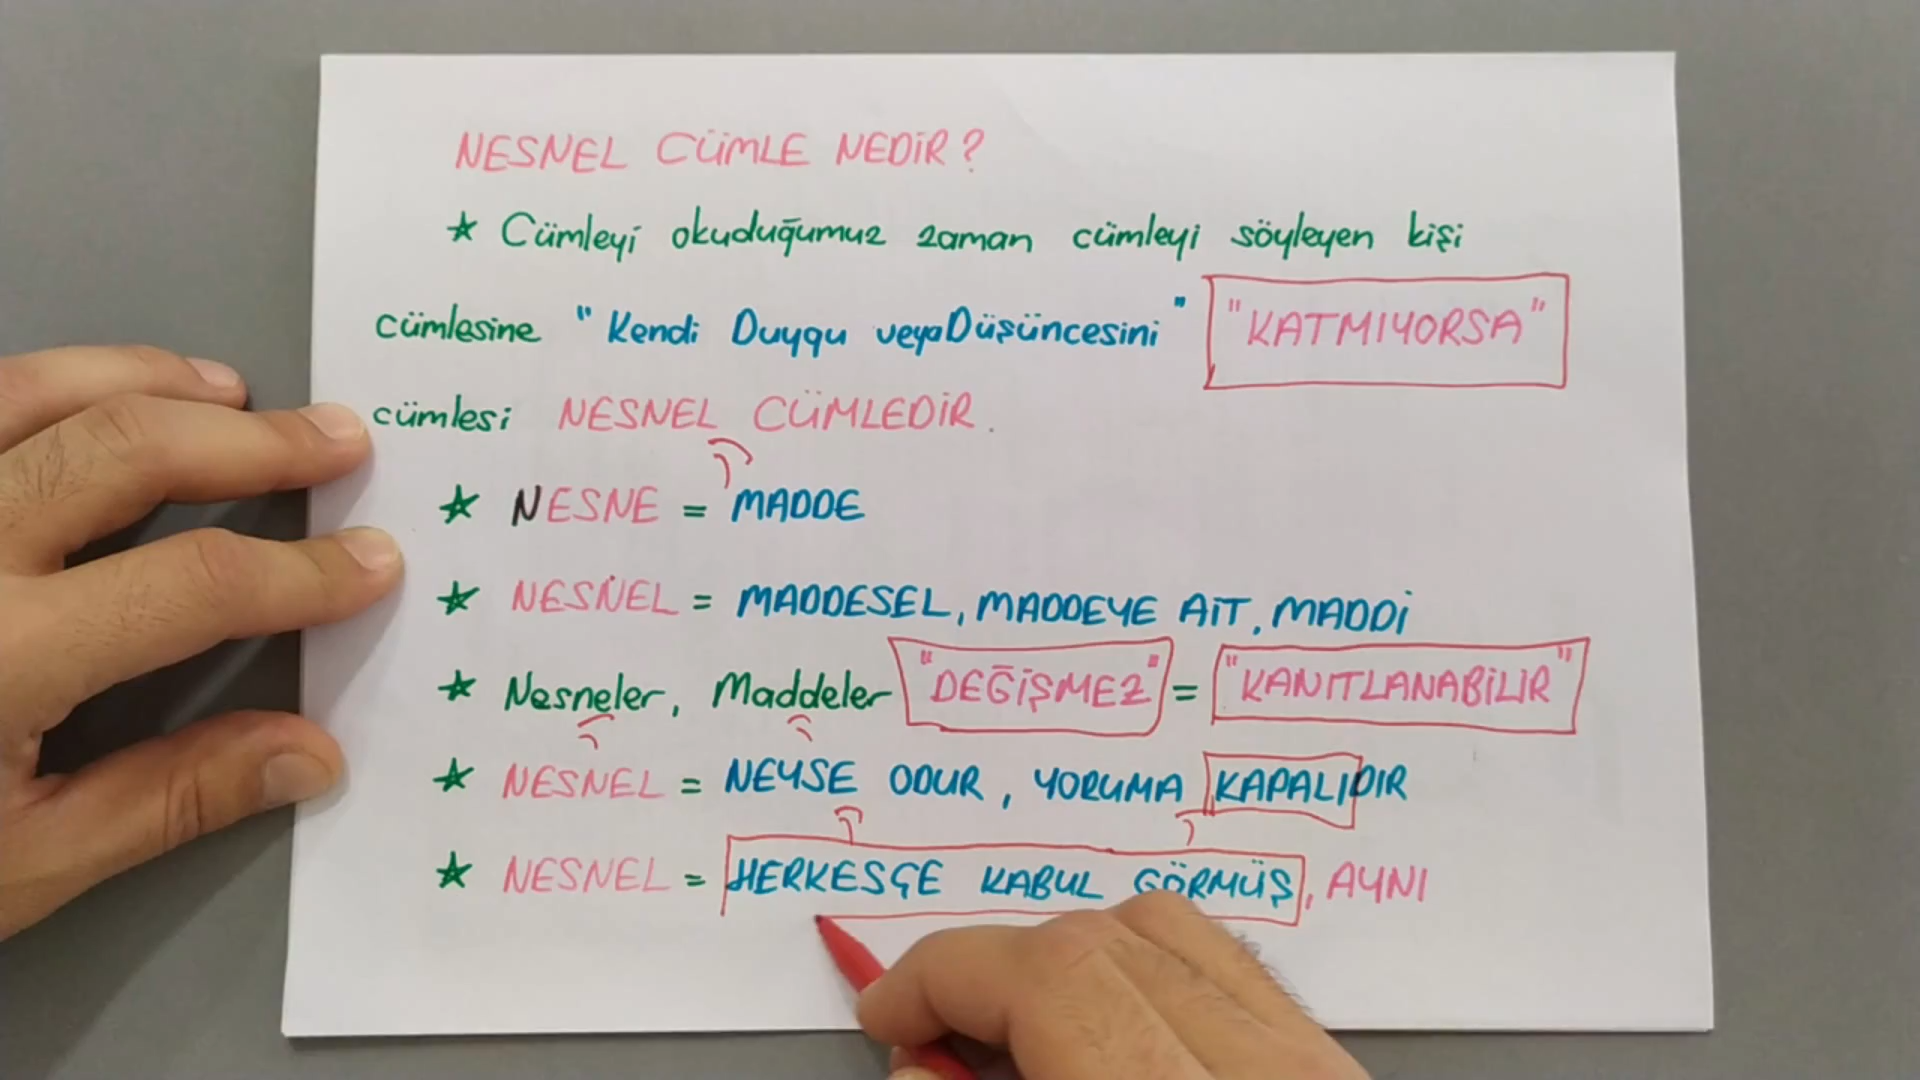 NESNEL CÜMLE NEDİR?
★ Cümleyi okuduğumuz zaman cümleyi söyleyen kişi
cümlesine "Kendi Duygu veya Düşüncesini" "KATMIYORSA"
cümlesi NESNEL CÜMLEDİR.
★ NESNE = MADDE
★ NESNEL = MADDESEL, MADDEYE AİT, MADDİ
★ Nesneler, Maddeler "DEĞİŞMEZ" = "KANITLANABİLİR"
★ NESNEL = NEYSE ODUR, YORUMA KAPALIDIR
★ NESNEL = HERKESÇE KABUL GÖRMÜŞ, AYNI